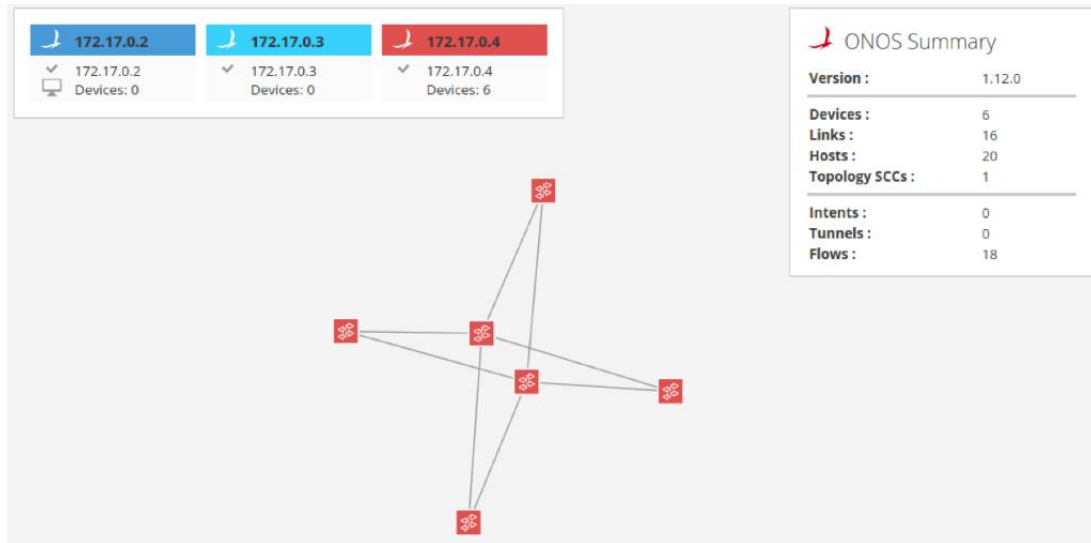 172.17.0.2
172.17.0.2
Devices: 0
172.17.0.3
172.17.0.3
Devices: 0
172.17.0.4
172.17.0.4
Devices: 6
ONOS Summary
Version : 1.12.0
Devices : 6
Links : 16
Hosts : 20
Topology SCCs : 1
Intents : 0
Tunnels : 0
Flows : 18